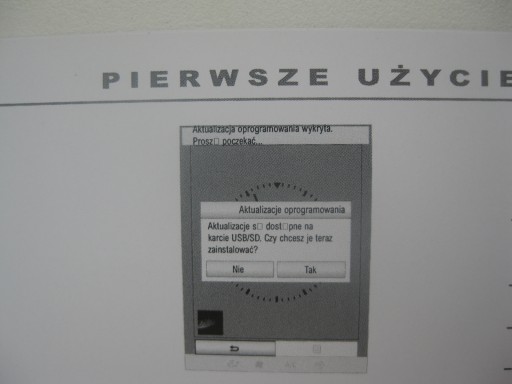 PIERWSZE UŻYCIE
Aktualizacja oprogramowania wykryła.
Prosz□ poczekać...
Aktualizacje oprogramowania
Aktualizacje s□ dost□pne na
karcie USB/SD. Czy chcesz je teraz
zainstalować?
Nie Tak